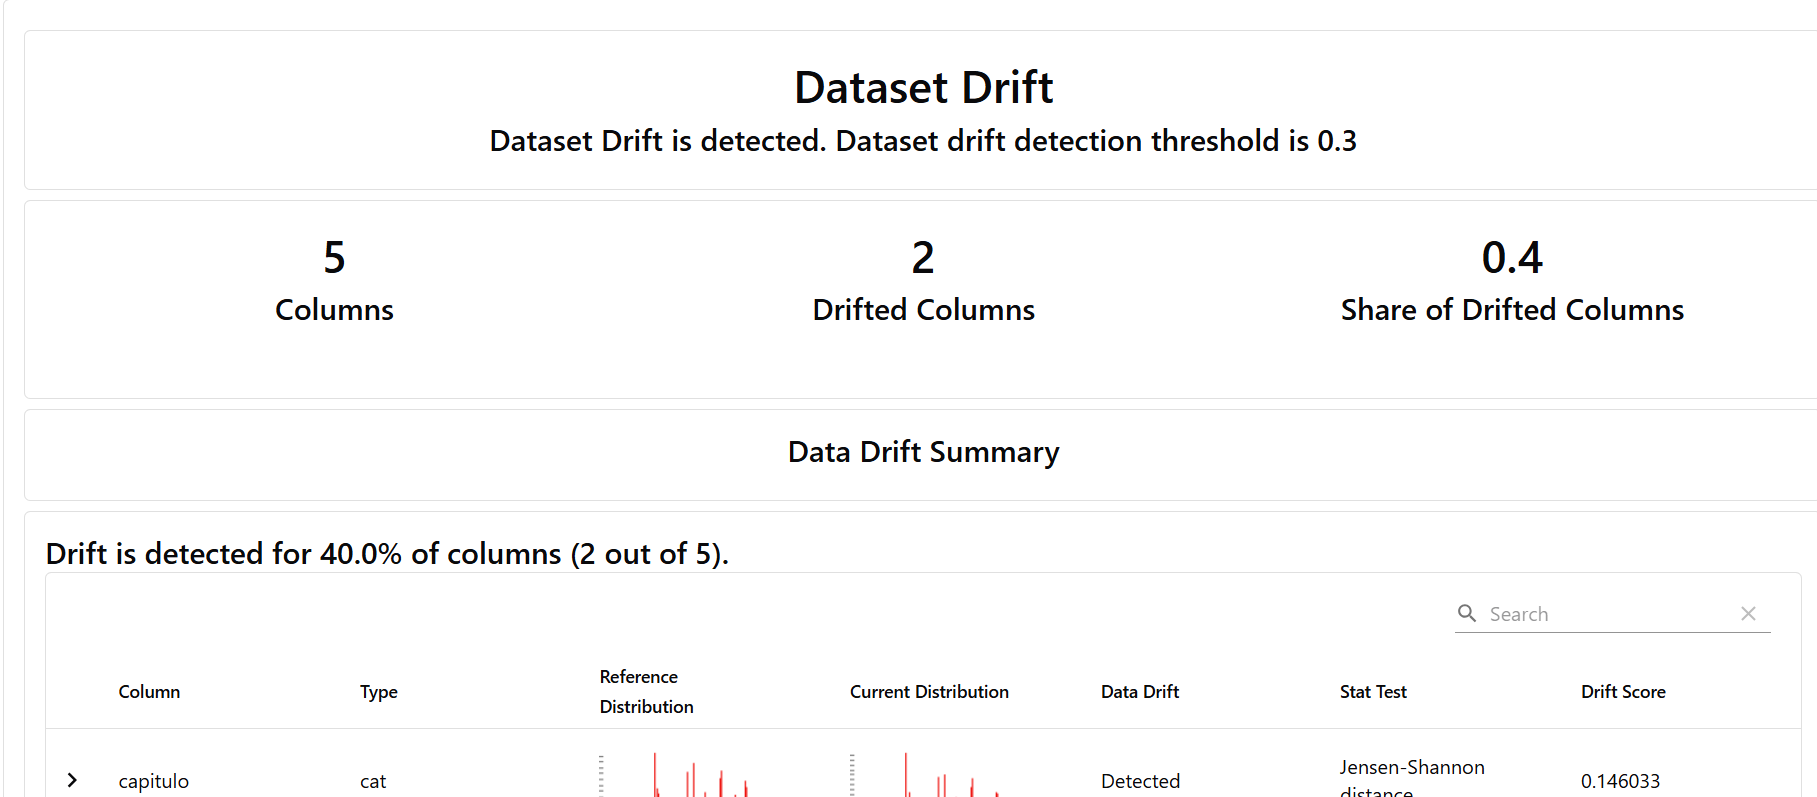 Dataset Drift
Dataset Drift is detected. Dataset drift detection threshold is 0.3
5
Columns
2
Drifted Columns
0.4
Share of Drifted Columns
Data Drift Summary
Drift is detected for 40.0% of columns (2 out of 5).
Search
Column
Type
Reference
Distribution
Current Distribution
Data Drift
Stat Test
Drift Score
capitulo
cat
Detected
Jensen-Shannon
distance
0.146033